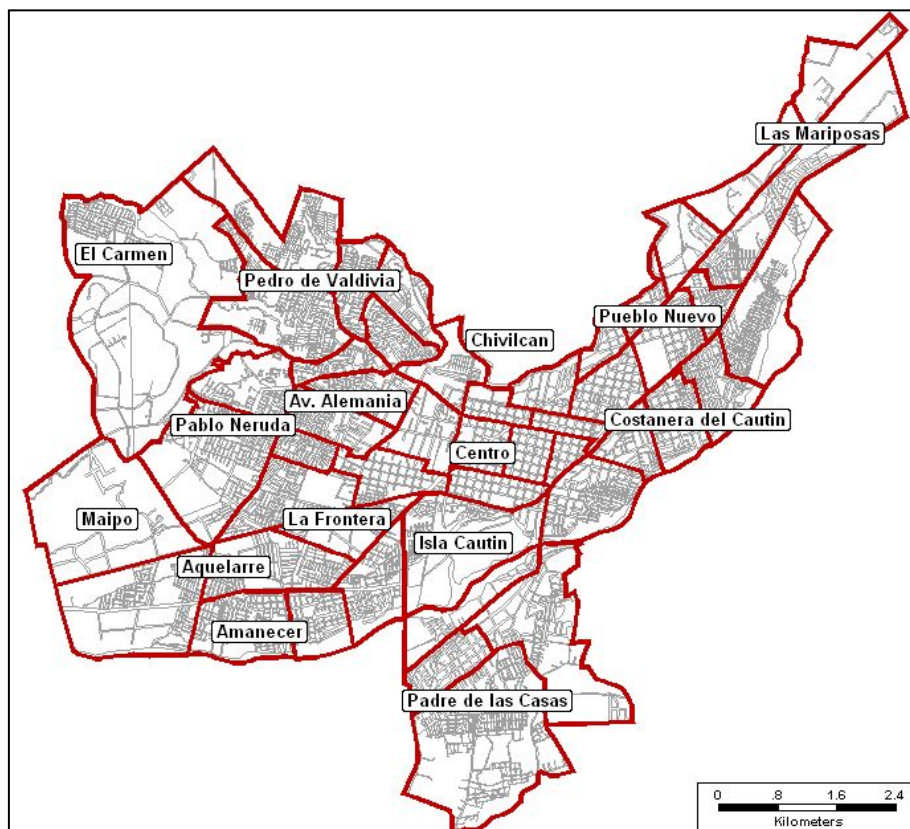 Las Mariposas
El Carmen
Pedro de Valdivia
Pueblo Nuevo
Chivilcan
Av. Alemania
Costanera del Cautin
Pablo Neruda
Centro
Maipo
La Frontera
Isla Cautin
Aquelarre
Amanecer
Padre de las Casas
0 .8 1.6 2.4
Kilometers